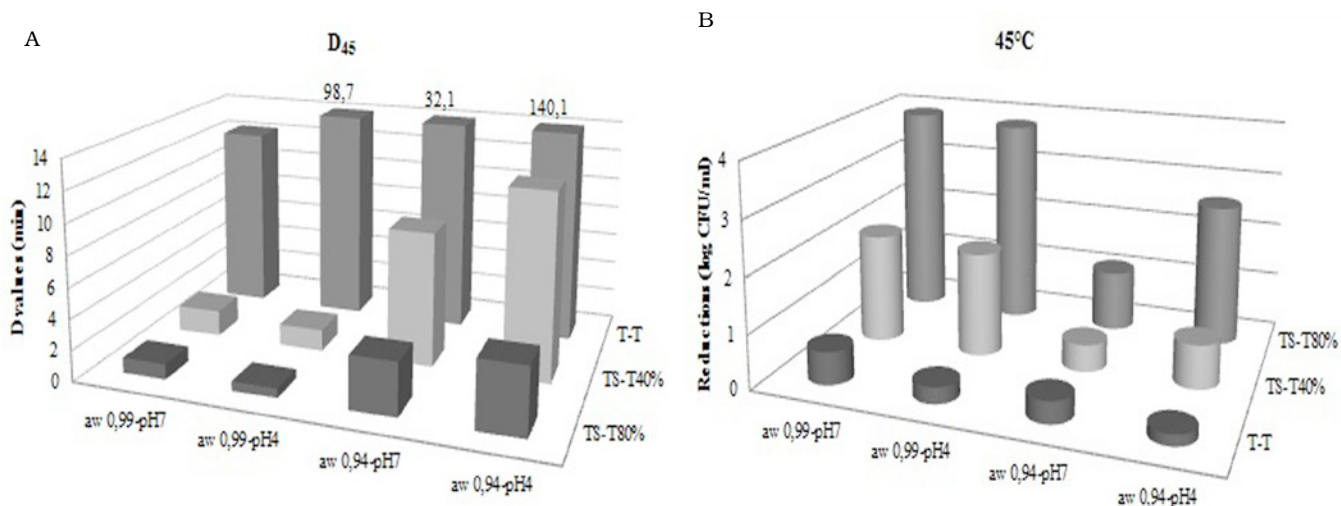 A
D45
98,7
32,1
140,1
14
12
10
8
6
4
2
0
D values (min)
aw 0,99-pH7
aw 0,99-pH4
aw 0,94-pH7
aw 0,94-pH4
T-T
TS-T40%
TS-T80%
B
45°C
4
3
2
1
0
Reductions (log CFU/ml)
aw 0,99-pH7
aw 0,99-pH4
aw 0,94-pH7
aw 0,94-pH4
TS-T80%
TS-T40%
T-T